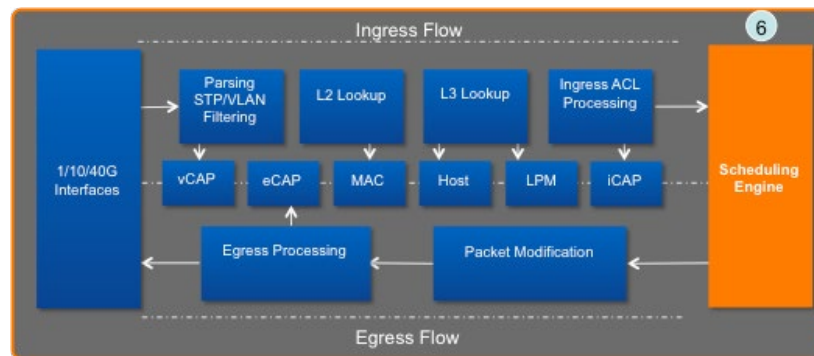 Ingress Flow
6
1/10/40G
Interfaces
Parsing
STP/VLAN
Filtering
L2 Lookup
L3 Lookup
Ingress ACL
Processing
vCAP
eCAP
MAC
Host
LPM
iCAP
Scheduling
Engine
Egress Processing
Packet Modification
Egress Flow